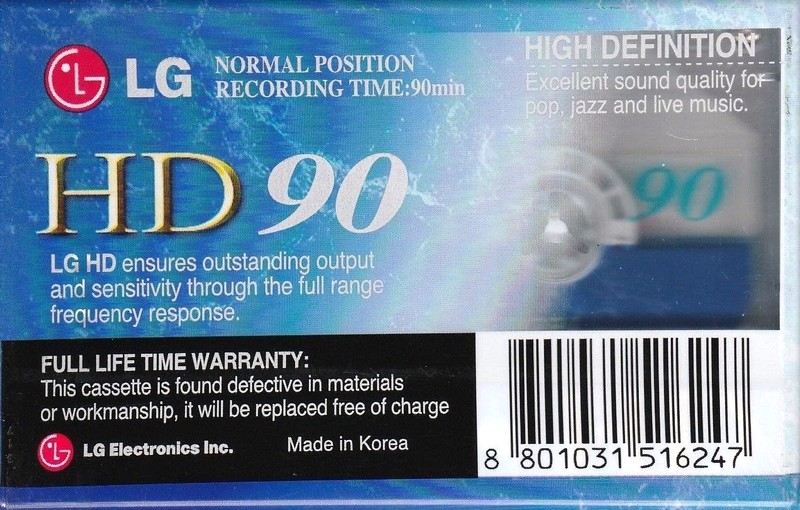 LG
NORMAL POSITION
RECORDING TIME:90min
HIGH DEFINITION
Excellent sound quality for
pop, jazz and live music.
HD 90
90
LG HD ensures outstanding output
and sensitivity through the full range
frequency response.
FULL LIFE TIME WARRANTY:
This cassette is found defective in materials
or workmanship, it will be replaced free of charge
LG Electronics Inc.
Made in Korea
8 801031 516247